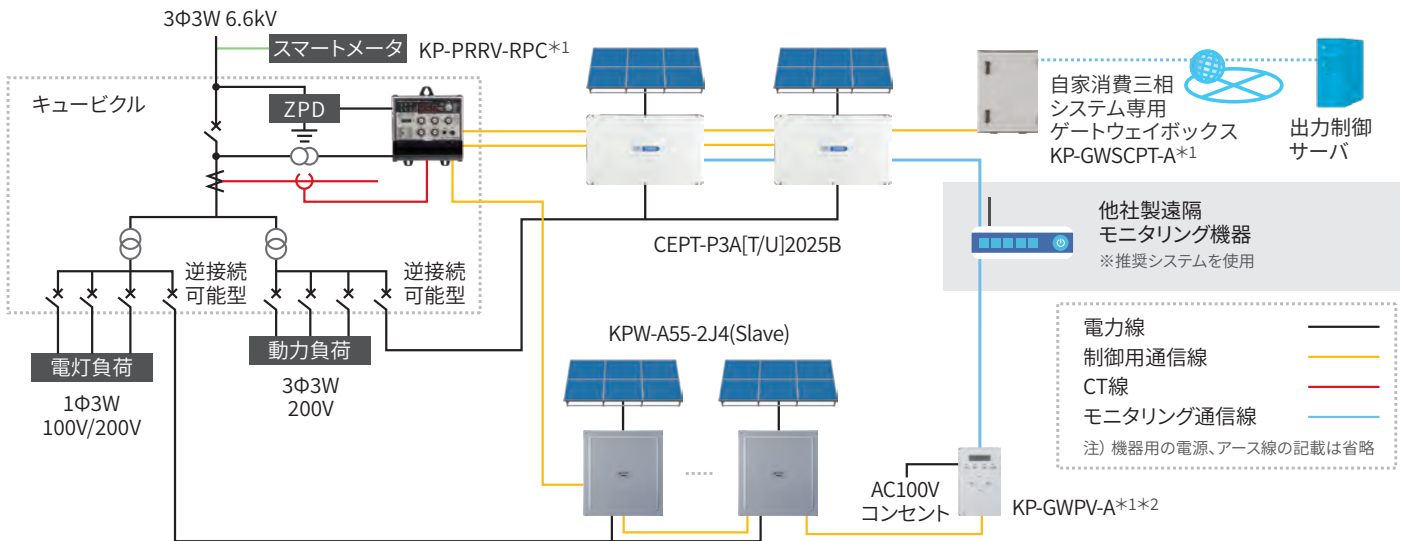 3Φ3W 6.6kV
スマートメータ
KP-PRRV-RPC*1
キュービクル
ZPD
自家消費三相
システム専用
ゲートウェイボックス
KP-GWSCPT-A*1
出力制御
サーバ
CEPT-P3A[T/U]2025B
他社製遠隔
モニタリング機器
※推奨システムを使用
逆接続
可能型
逆接続
可能型
電灯負荷
1Φ3W
100V/200V
動力負荷
3Φ3W
200V
KPW-A55-2J4(Slave)
AC100V
コンセント
KP-GWPV-A*1*2
電力線
制御用通信線
CT線
モニタリング通信線
注）機器用の電源、アース線の記載は省略